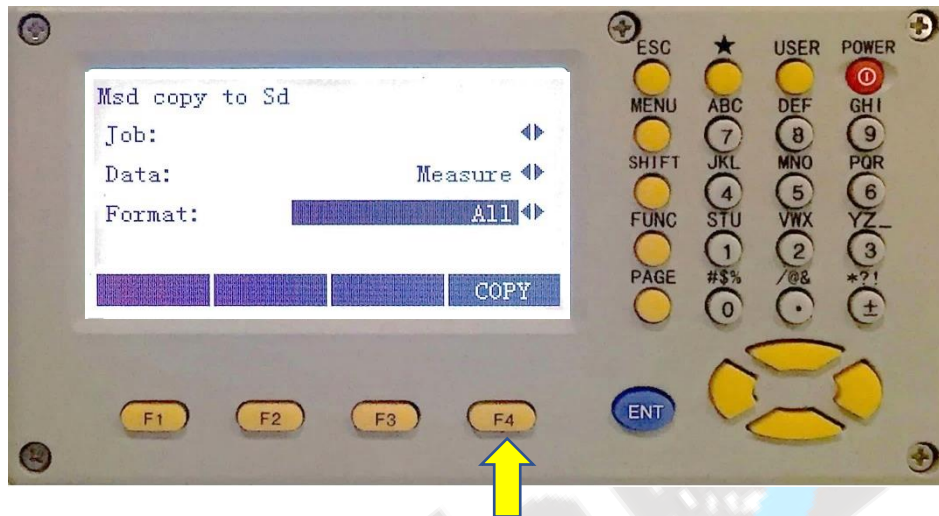 Msd copy to Sd
Job:
Data: Measure
Format: All
COPY
F1 F2 F3 F4
ESC ★ USER POWER
MENU ABC DEF GHI
7 8 9
SHIFT JKL MNO PQR
4 5 6
FUNC STU VWX YZ_
1 2 3
PAGE #$% /@& *?!
0 . ±
ENT